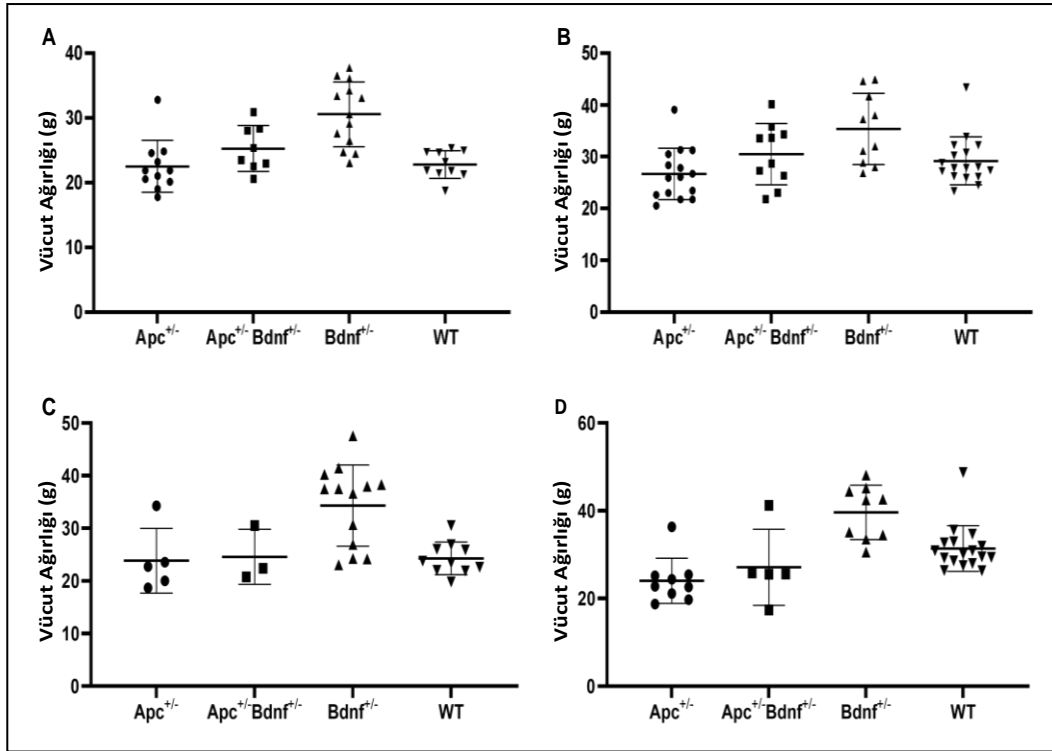 A
Vücut Ağırlığı (g)
40
30
20
10
0
Apc+/-
Apc+/- Bdnf+/-
Bdnf+/-
WT
B
Vücut Ağırlığı (g)
50
40
30
20
10
0
Apc+/-
Apc+/- Bdnf+/-
Bdnf+/-
WT
C
Vücut Ağırlığı (g)
50
40
30
20
10
0
Apc+/-
Apc+/- Bdnf+/-
Bdnf+/-
WT
D
Vücut Ağırlığı (g)
60
40
20
0
Apc+/-
Apc+/- Bdnf+/-
Bdnf+/-
WT